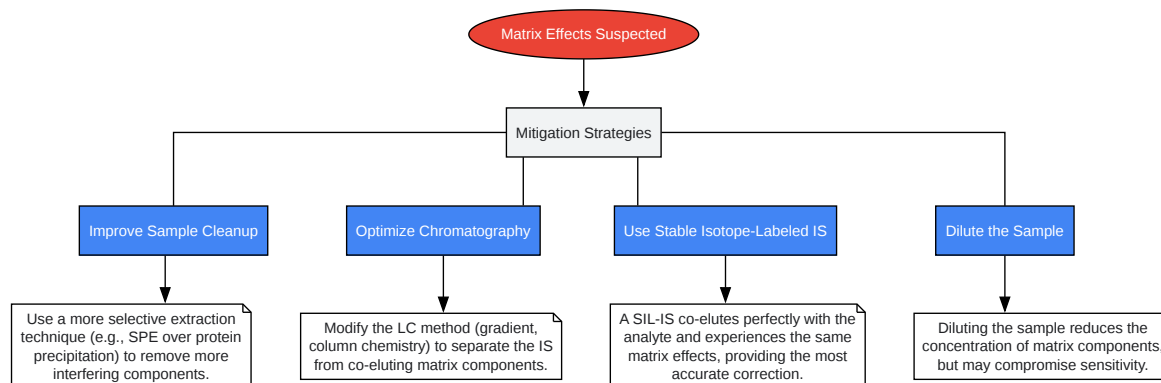 Matrix Effects Suspected
Mitigation Strategies
Improve Sample Cleanup
Optimize Chromatography
Use Stable Isotope-Labeled IS
Dilute the Sample
Use a more selective extraction
technique (e.g., SPE over protein
precipitation) to remove more
interfering components.
Modify the LC method (gradient,
column chemistry) to separate the IS
from co-eluting matrix components.
A SIL-IS co-elutes perfectly with the
analyte and experiences the same
matrix effects, providing the most
accurate correction.
Diluting the sample reduces the
concentration of matrix components,
but may compromise sensitivity.